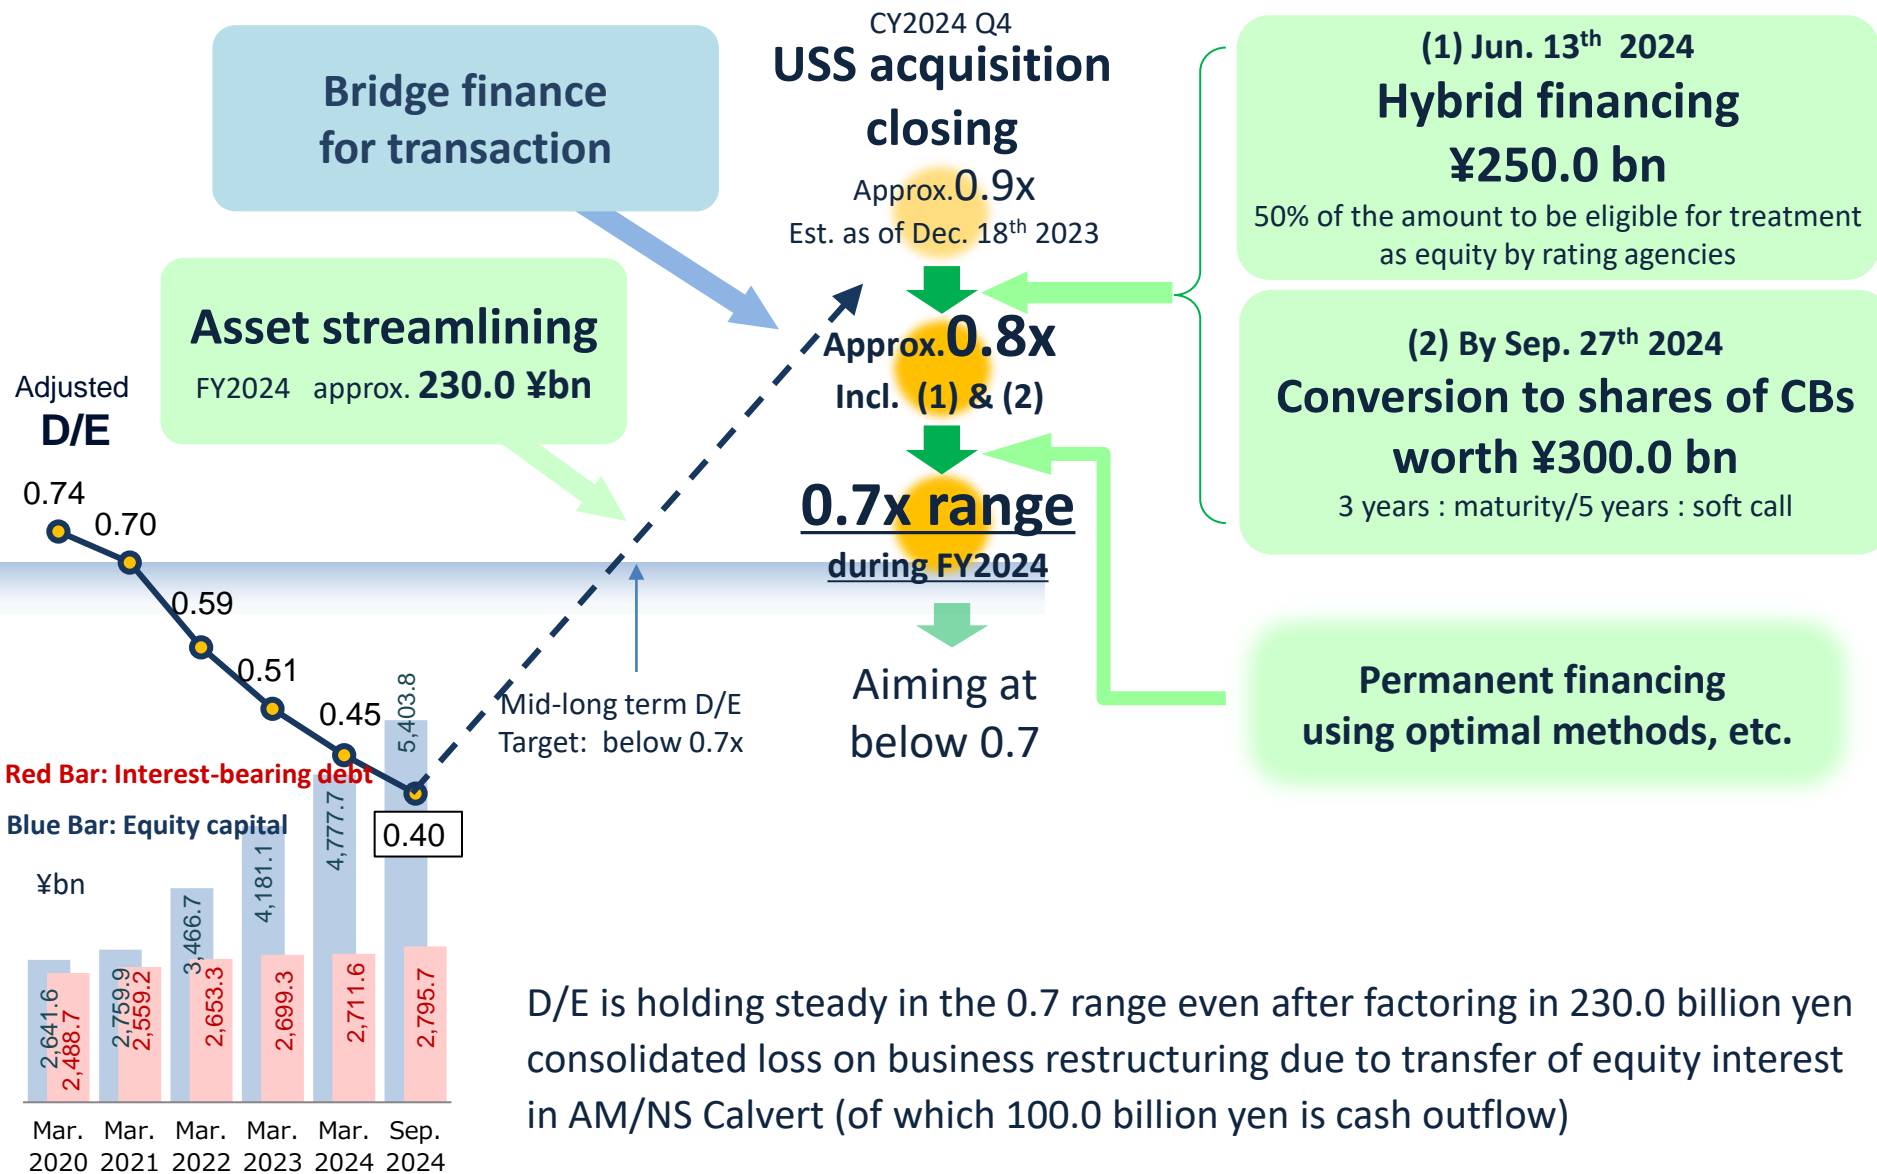 Bridge finance
for transaction
CY2024 Q4
USS acquisition
closing
Approx.0.9x
Est. as of Dec. 18th 2023
(1) Jun. 13th 2024
Hybrid financing
¥250.0 bn
50% of the amount to be eligible for treatment
as equity by rating agencies
Asset streamlining
FY2024 approx. 230.0 ¥bn
Approx.0.8x
Incl. (1) & (2)
(2) By Sep. 27th 2024
Conversion to shares of CBs
worth ¥300.0 bn
3 years : maturity/5 years : soft call
0.7x range
during FY2024
Aiming at
below 0.7
Permanent financing
using optimal methods, etc.
Mid-long term D/E
Target: below 0.7x
Adjusted
D/E
0.74
0.70
0.59
0.51
0.45
0.40
Red Bar: Interest-bearing debt
Blue Bar: Equity capital
¥bn
2,641.6
2,488.7
2,759.9
2,559.2
3,466.7
2,653.3
4,181.1
2,699.3
4,777.7
2,711.6
5,403.8
2,795.7
Mar. Mar. Mar. Mar. Mar. Sep.
2020 2021 2022 2023 2024 2024
D/E is holding steady in the 0.7 range even after factoring in 230.0 billion yen
consolidated loss on business restructuring due to transfer of equity interest
in AM/NS Calvert (of which 100.0 billion yen is cash outflow)